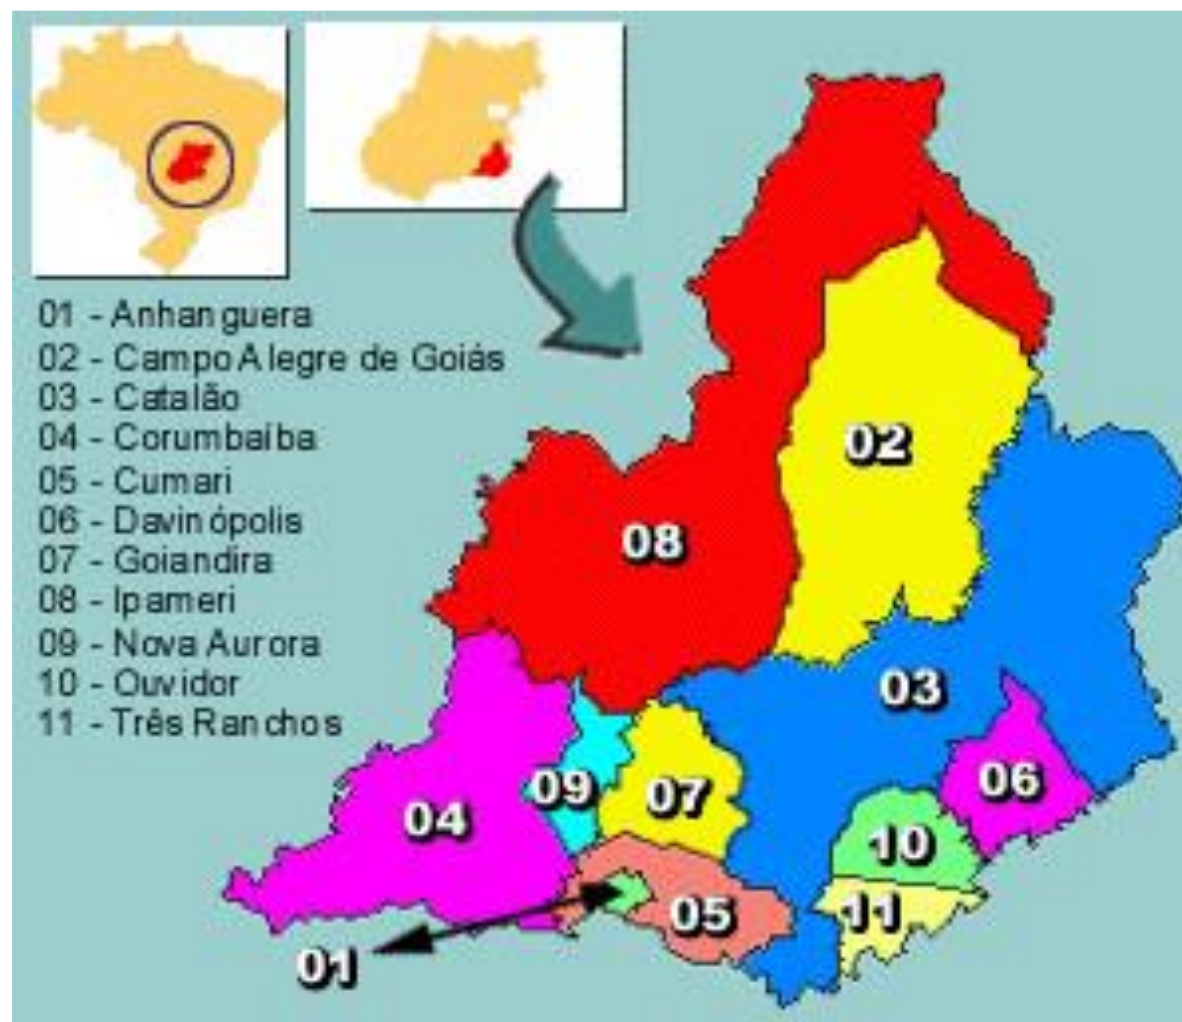 01 - Anhanguera
02 - Campo Alegre de Goiás
03 - Catalão
04 - Corumbaíba
05 - Cumari
06 - Davinópolis
07 - Goiandira
08 - Ipameri
09 - Nova Aurora
10 - Ouvidor
11 - Três Ranchos
02
08
03
06
09
07
04
10
11
05
01